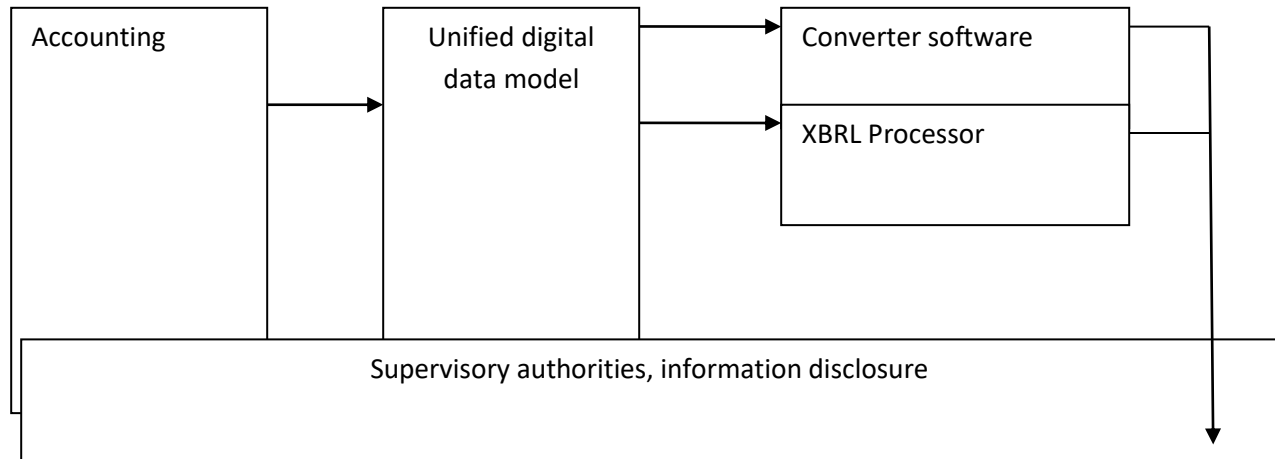 Accounting
Unified digital
data model
Converter software
XBRL Processor
Supervisory authorities, information disclosure